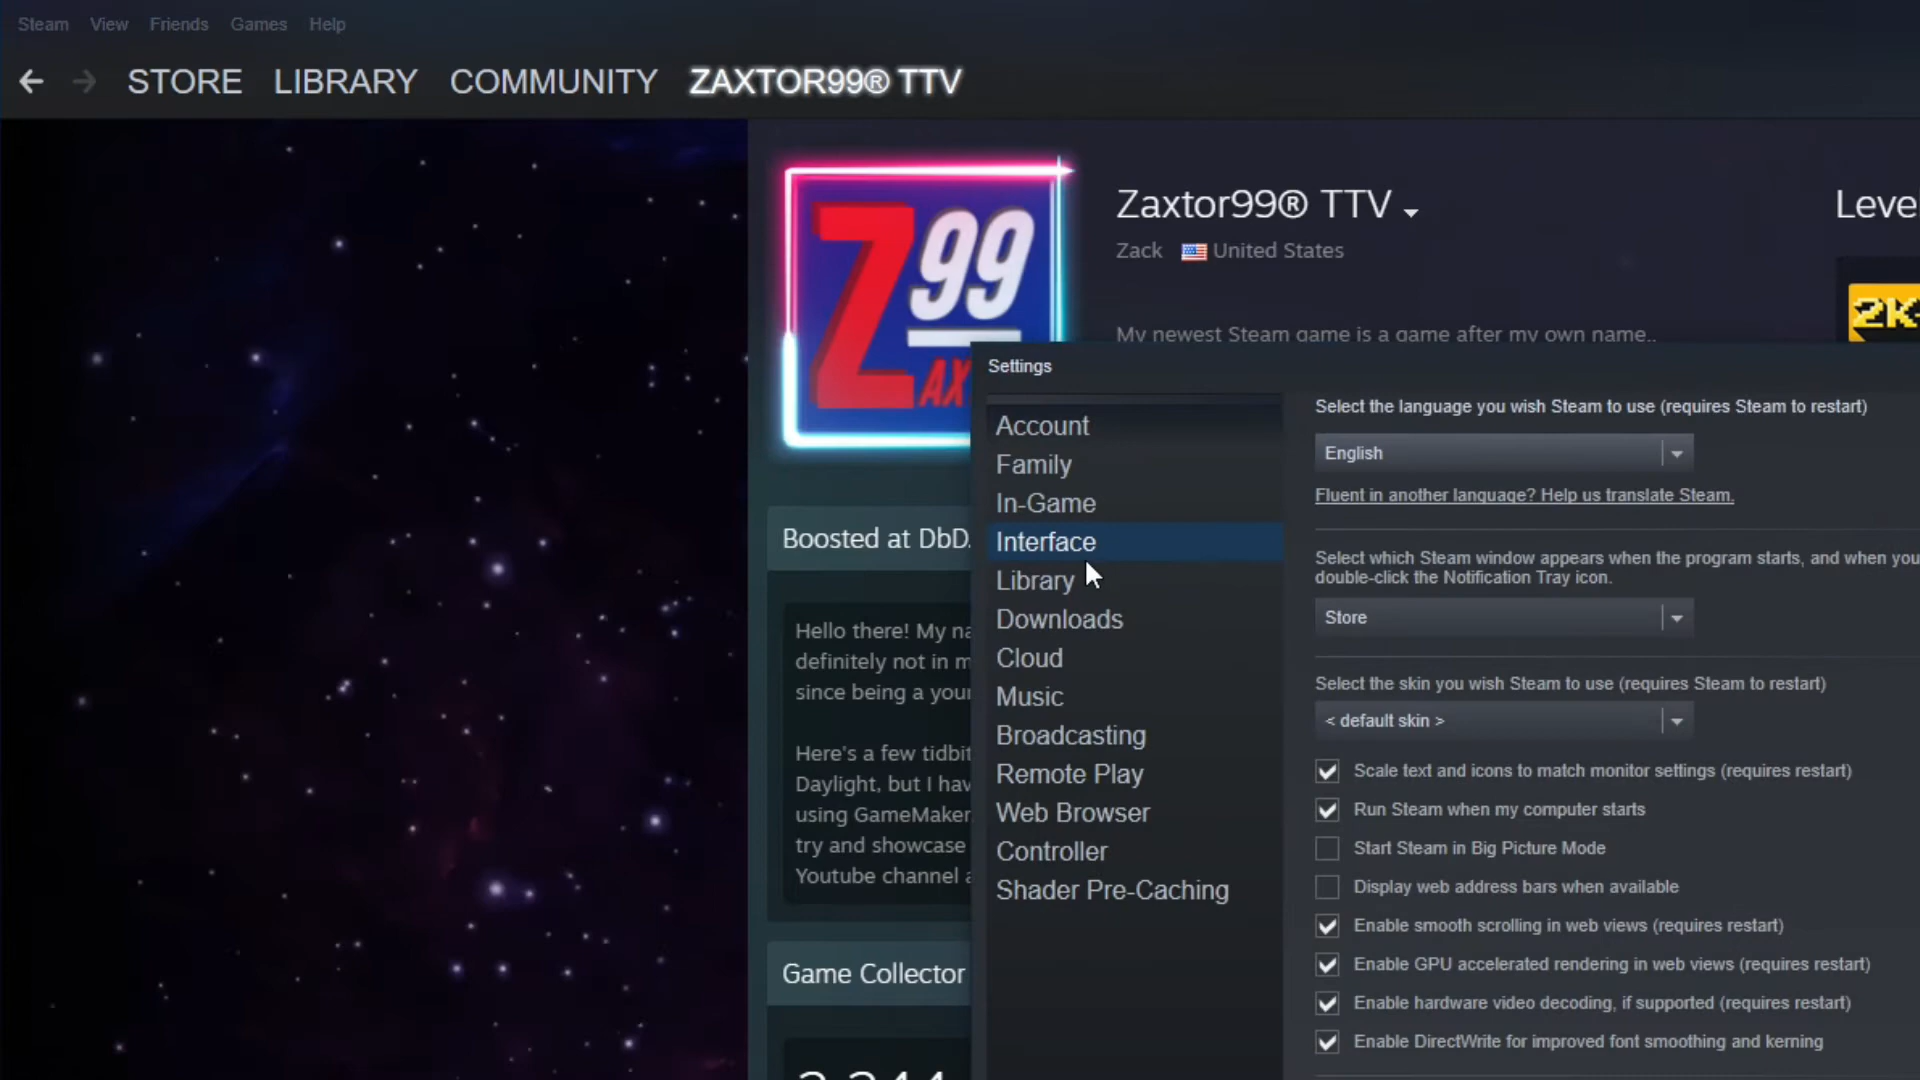 Steam View Friends Games Help
STORE LIBRARY COMMUNITY ZAXTOR99® TTV
Z99
AX
Zaxtor99® TTV
Zack United States
My newest Steam game is a game after my own name..
Leve
2K
Boosted at DbD.
Hello there! My na
definitely not in m
since being a your
Here's a few tidbit
Daylight, but I hav
using GameMaker
try and showcase
Youtube channel a
Game Collector
Settings
Account
Family
In-Game
Interface
Library
Downloads
Cloud
Music
Broadcasting
Remote Play
Web Browser
Controller
Shader Pre-Caching
Select the language you wish Steam to use (requires Steam to restart)
English
Fluent in another language? Help us translate Steam.
Select which Steam window appears when the program starts, and when you
double-click the Notification Tray icon.
Store
Select the skin you wish Steam to use (requires Steam to restart)
< default skin >
Scale text and icons to match monitor settings (requires restart)
Run Steam when my computer starts
Start Steam in Big Picture Mode
Display web address bars when available
Enable smooth scrolling in web views (requires restart)
Enable GPU accelerated rendering in web views (requires restart)
Enable hardware video decoding, if supported (requires restart)
Enable DirectWrite for improved font smoothing and kerning